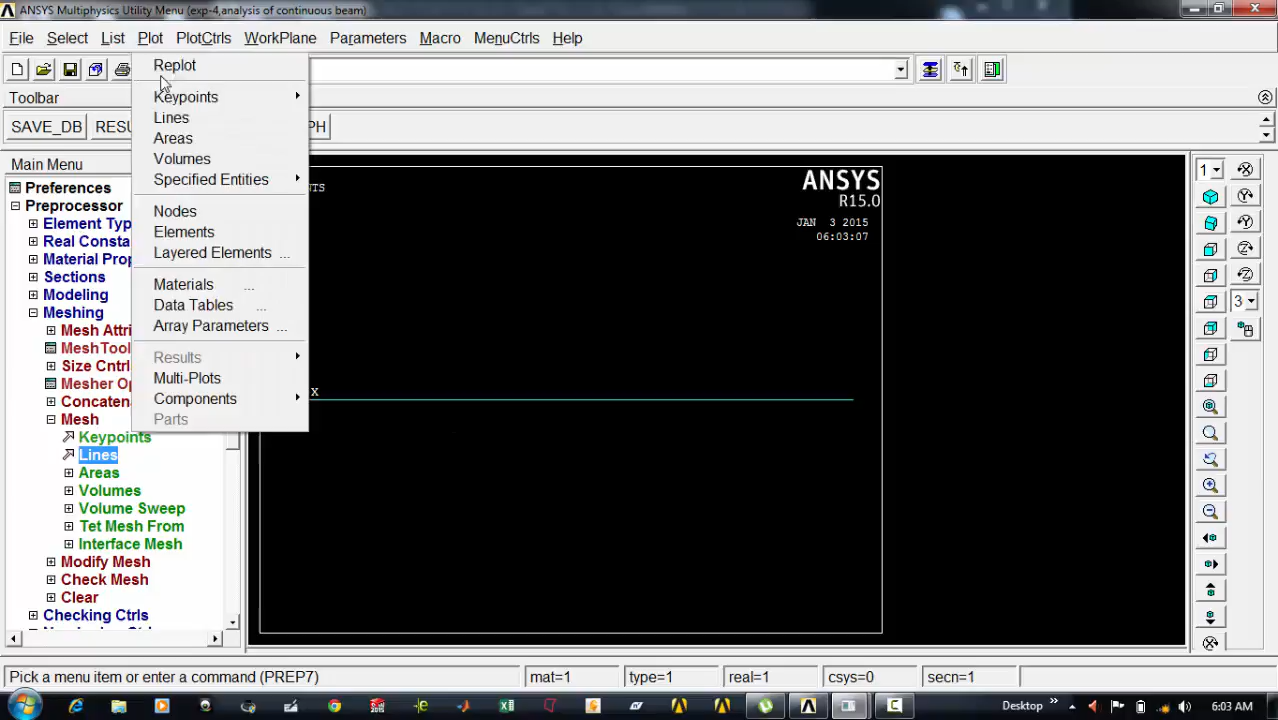 ANSYS Multiphysics Utility Menu (exp-4,analysis of continuous beam)
File Select List Plot PlotCtrls WorkPlane Parameters Macro MenuCtrls Help
Replot
Keypoints
Lines
Areas
Volumes
Specified Entities
Nodes
Elements
Layered Elements ...
Materials ...
Data Tables ...
Array Parameters ...
Results
Multi-Plots
Components
Parts
Toolbar
SAVE_DB
Main Menu
Preferences
Preprocessor
Element Typ
Real Consta
Material Prop
Sections
Modeling
Meshing
Mesh Attri
MeshTool
Size Cntrl
Mesher Op
Concatena
Mesh
Keypoints
Lines
Areas
Volumes
Volume Sweep
Tet Mesh From
Interface Mesh
Modify Mesh
Check Mesh
Clear
Checking Ctrls
NTS
X
ANSYS
R15.0
JAN 3 2015
06:03:07
1
3
Pick a menu item or enter a command (PREP7)
mat=1
type=1
real=1
csys=0
secn=1
Desktop
6:03 AM